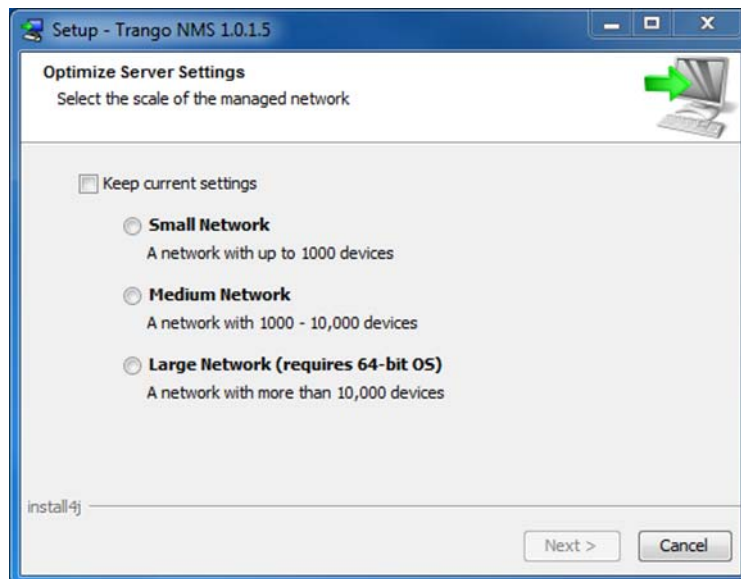 Setup - Trango NMS 1.0.1.5
Optimize Server Settings
Select the scale of the managed network
Keep current settings
Small Network
A network with up to 1000 devices
Medium Network
A network with 1000 - 10,000 devices
Large Network (requires 64-bit OS)
A network with more than 10,000 devices
install4j
Next > Cancel